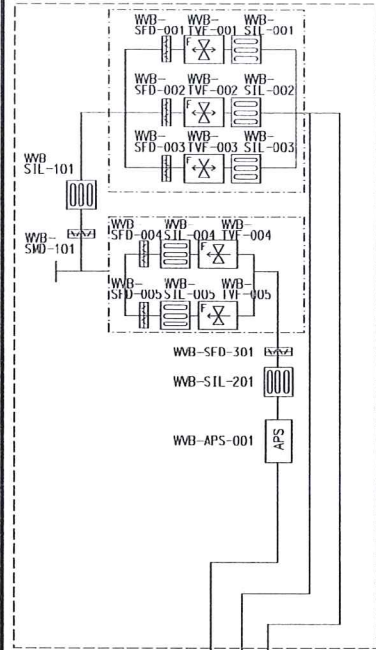 WVB- WVB- WVB-
SFD-001 TVF-001 SIL-001
F
WVB- WVB- WVB-
SFD-002 TVF-002 SIL-002
F
WVB- WVB- WVB-
SFD-003 TVF-003 SIL-003
F
WVB
SIL-101
WVB-
SMD-101
WVB WVB- WVB-
SFD-004 SIL-004 TVF-004
F
WVB- WVB- WVB-
SFD-005 SIL-005 TVF-005
F
WVB-SFD-301
WVB-SIL-201
WVB-APS-001
APS